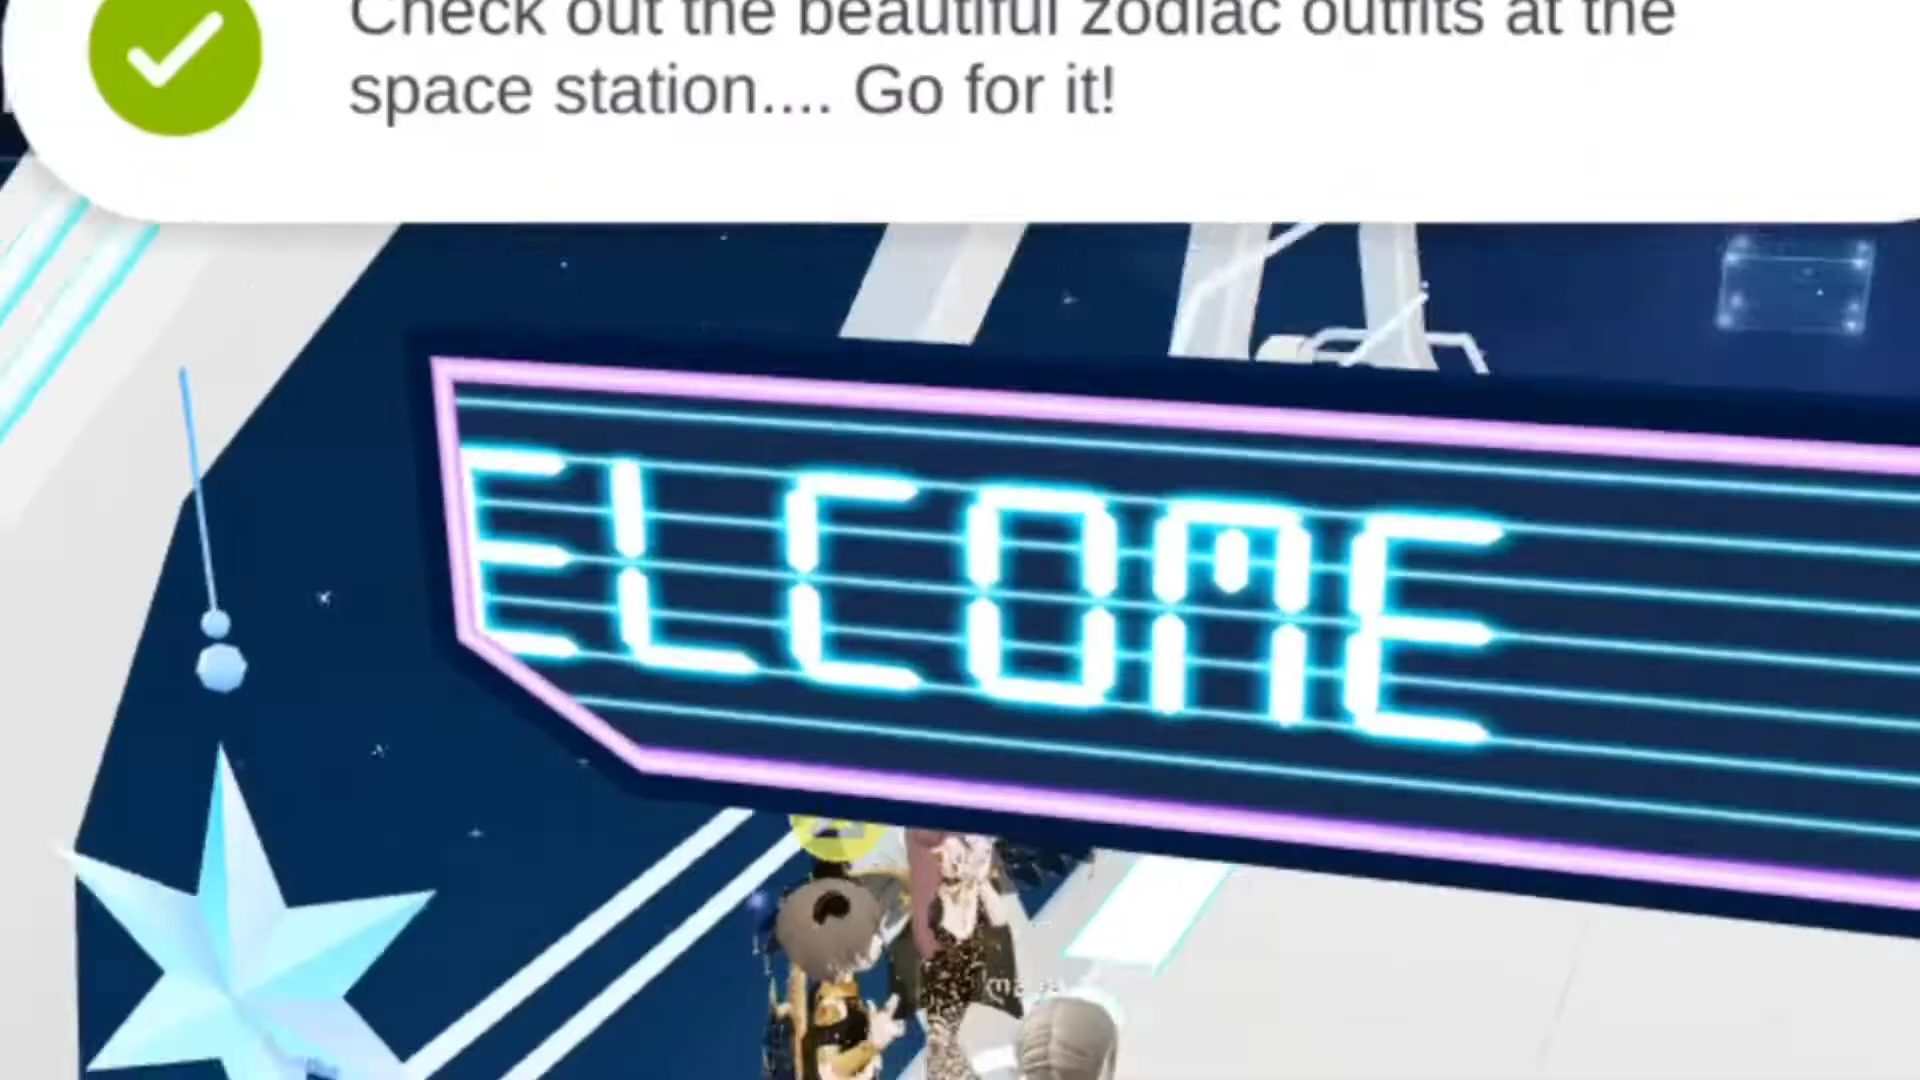 Check out the beautiful zodiac outfits at the
space station.... Go for it!
ELCOME